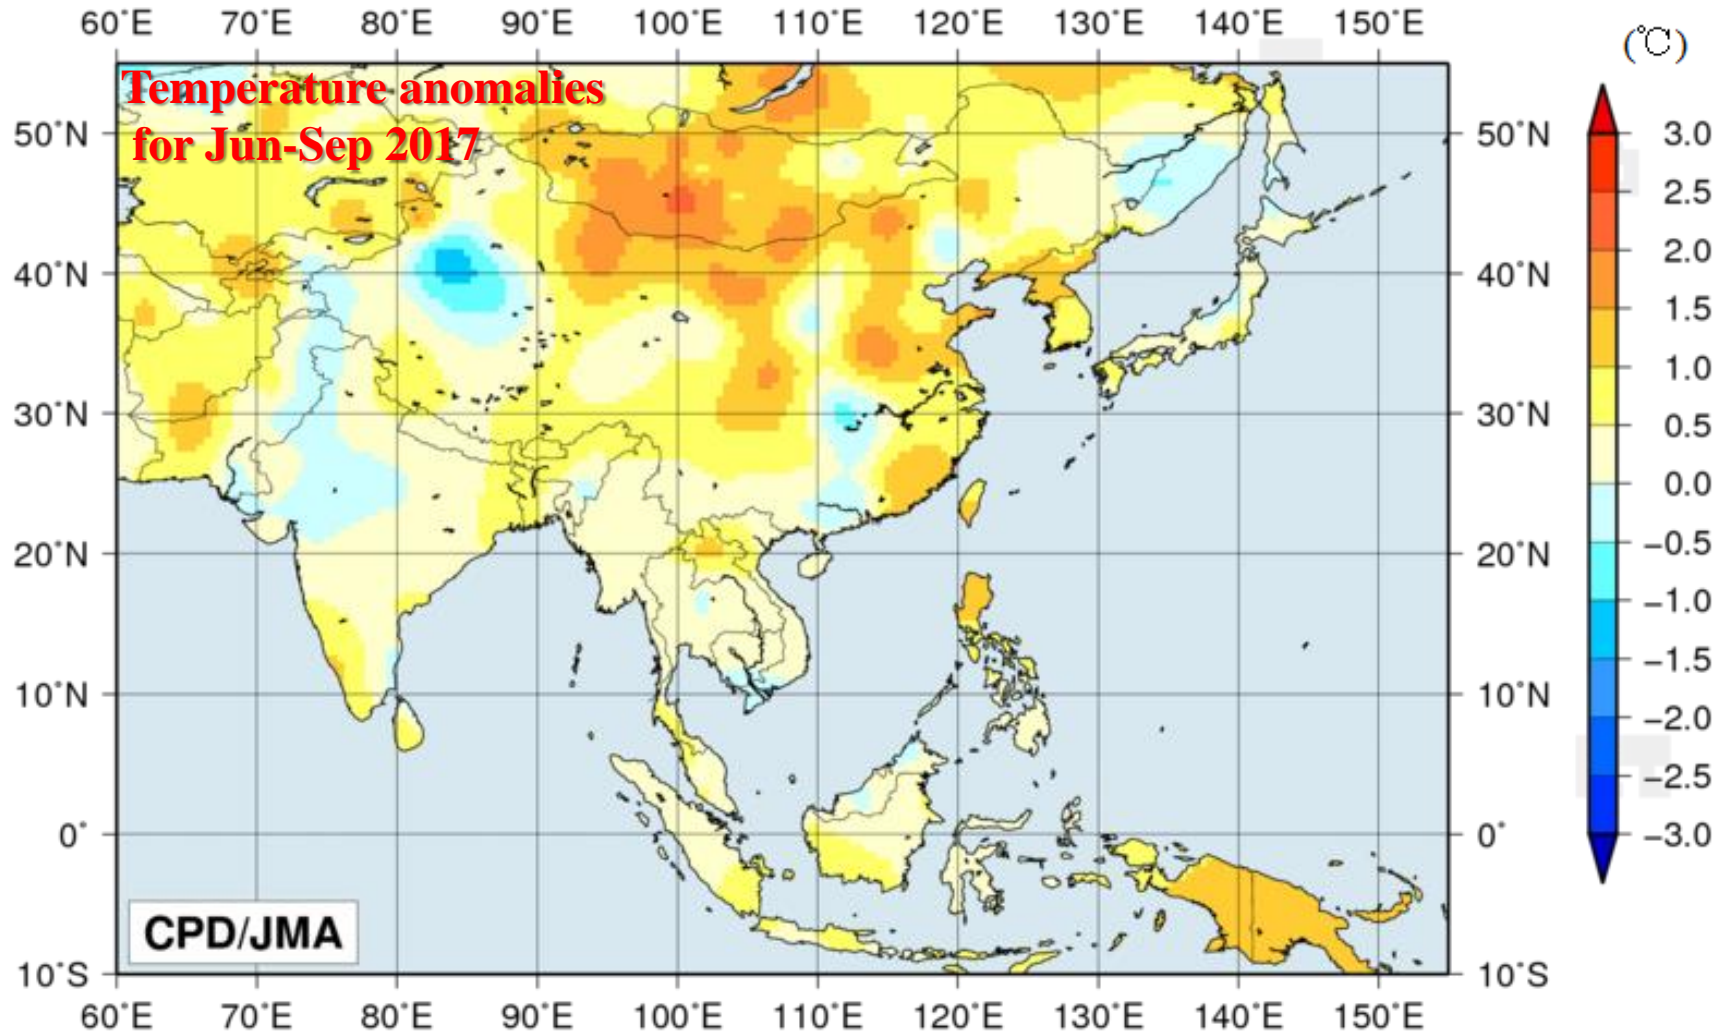 60°E 70°E 80°E 90°E 100°E 110°E 120°E 130°E 140°E 150°E
(℃)
Temperature anomalies
for Jun-Sep 2017
50°N 50°N 3.0
2.5
2.0
40°N 40°N
1.5
1.0
30°N 30°N 0.5
0.0
−0.5
20°N 20°N
−1.0
−1.5
10°N 10°N
−2.0
−2.5
0° 0° −3.0
CPD/JMA
10°S 10°S
60°E 70°E 80°E 90°E 100°E 110°E 120°E 130°E 140°E 150°E